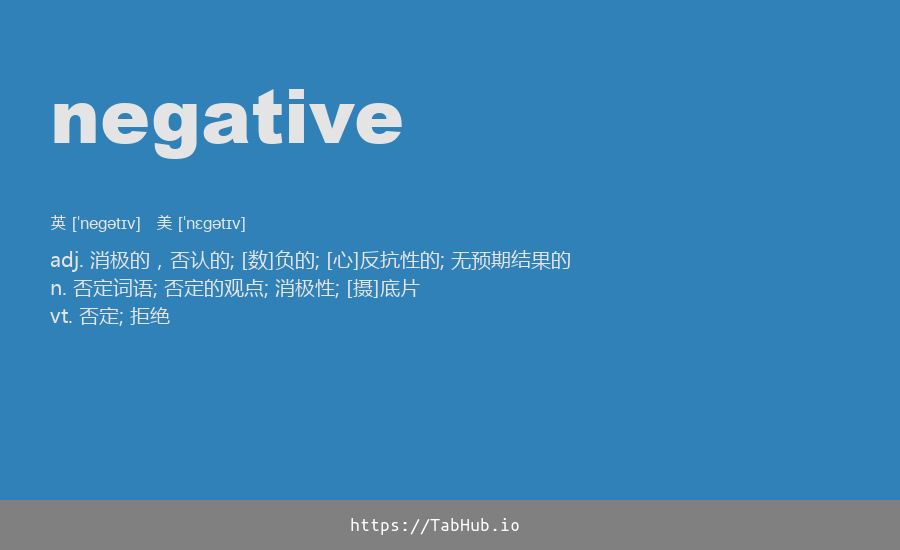 negative
英 ['negətɪv] 美 ['nɛɡətɪv]
adj. 消极的，否认的; [数]负的; [心]反抗性的; 无预期结果的
n. 否定词语; 否定的观点; 消极性; [摄]底片
vt. 否定; 拒绝
https://TabHub.io